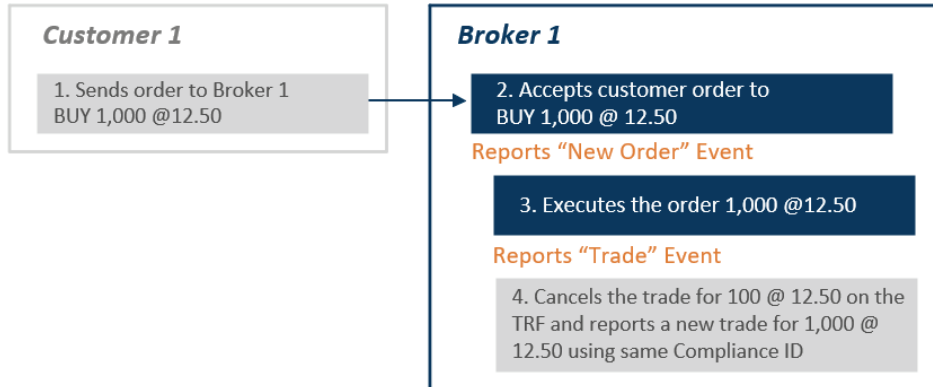 Customer 1
1. Sends order to Broker 1
BUY 1,000 @12.50
Broker 1
2. Accepts customer order to
BUY 1,000 @ 12.50
Reports “New Order” Event
3. Executes the order 1,000 @12.50
Reports “Trade” Event
4. Cancels the trade for 100 @ 12.50 on the
TRF and reports a new trade for 1,000 @
12.50 using same Compliance ID